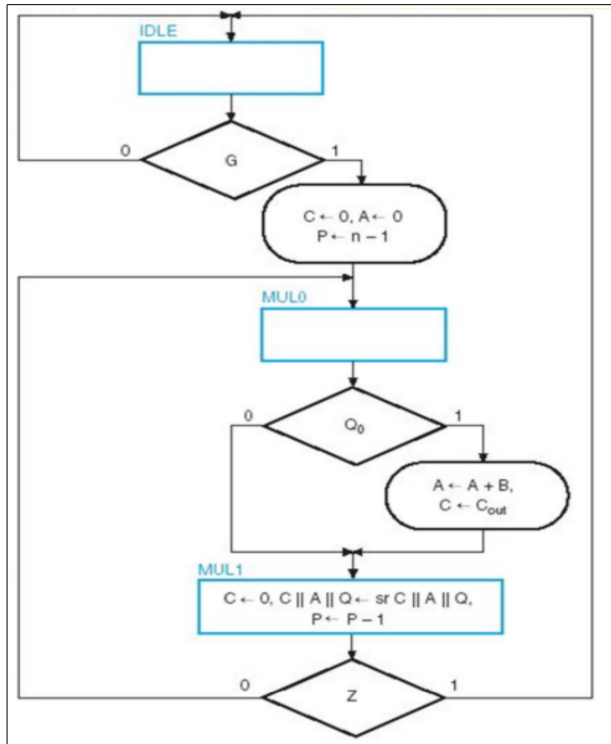 IDLE
0
G
1
C ← 0, A ← 0
P ← n – 1
MUL0
0
Q₀
1
A ← A + B,
C ← Cout
MUL1
C ← 0, C || A || Q ← sr C || A || Q,
P ← P – 1
0
Z
1